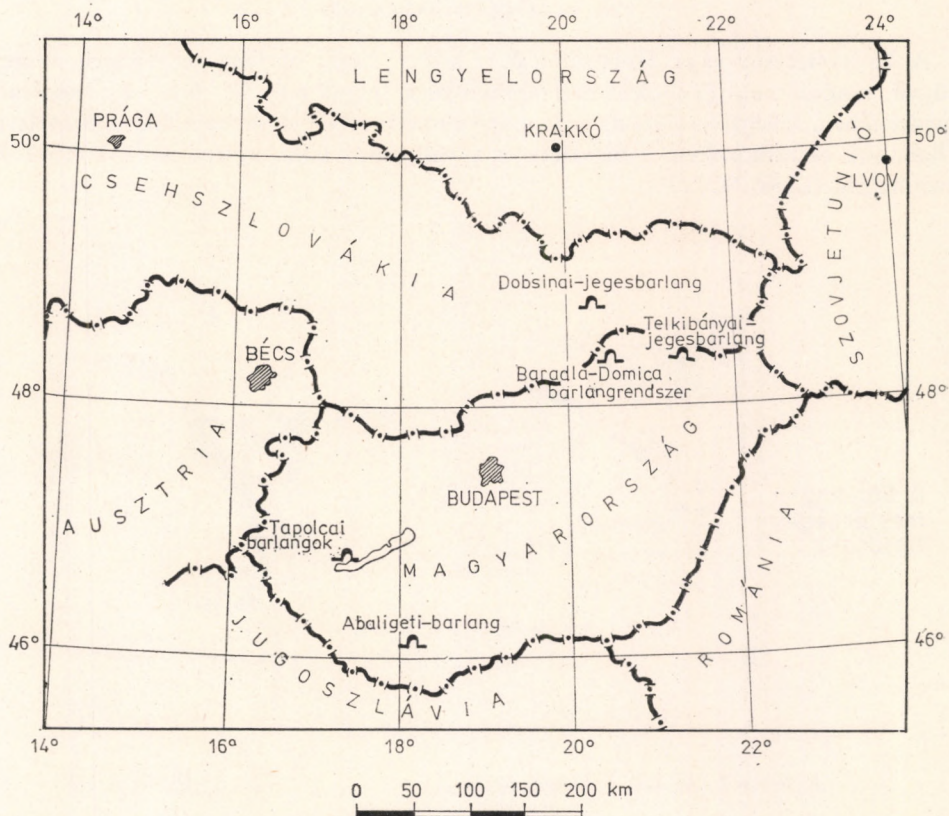 14° 16° 18° 20° 22° 24°
LENGYELORSZÁG
PRÁGA
KRAKKÓ
50° 50°
LVOV
CSEHSZLOVÁKIA
SZOVJETUNIÓ
Dobsinai-jegesbarlang
Telkibányai-
jegesbarlang
BÉCS
Baradla-Domica
barlangrendszer
48° 48°
AUSZTRIA
BUDAPEST
Tapolcai
barlangok
MAGYARORSZÁG
ROMÁNIA
Abaligeti-barlang
46° 46°
JUGOSZLÁVIA
14° 16° 18° 20° 22°
0 50 100 150 200 km